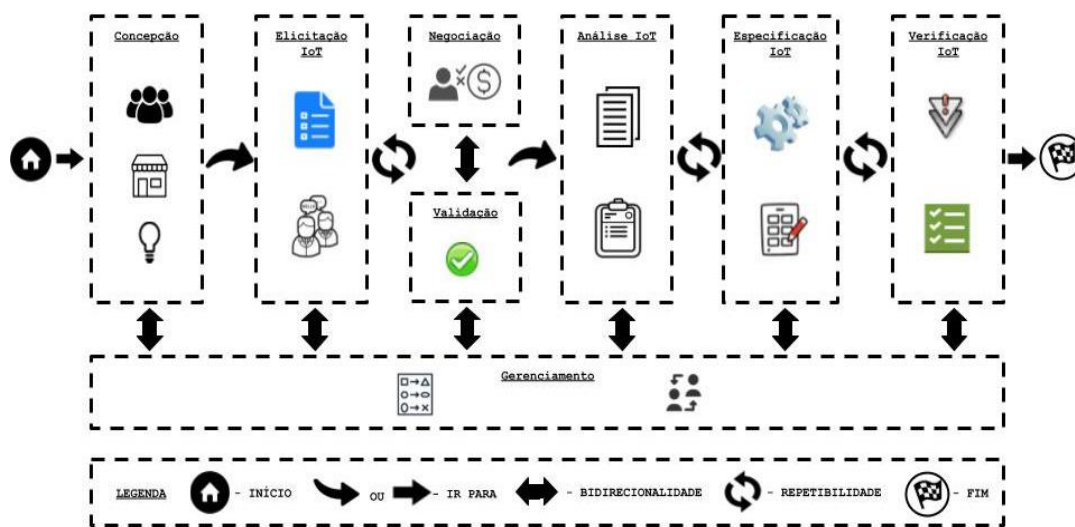 Concepção
Elicitação
IoT
Negociação
Validação
Análise IoT
Especificação
IoT
Verificação
IoT
Gerenciamento
LEGENDA
- INÍCIO
OU
- IR PARA
- BIDIRECIONALIDADE
- REPETIBILIDADE
- FIM